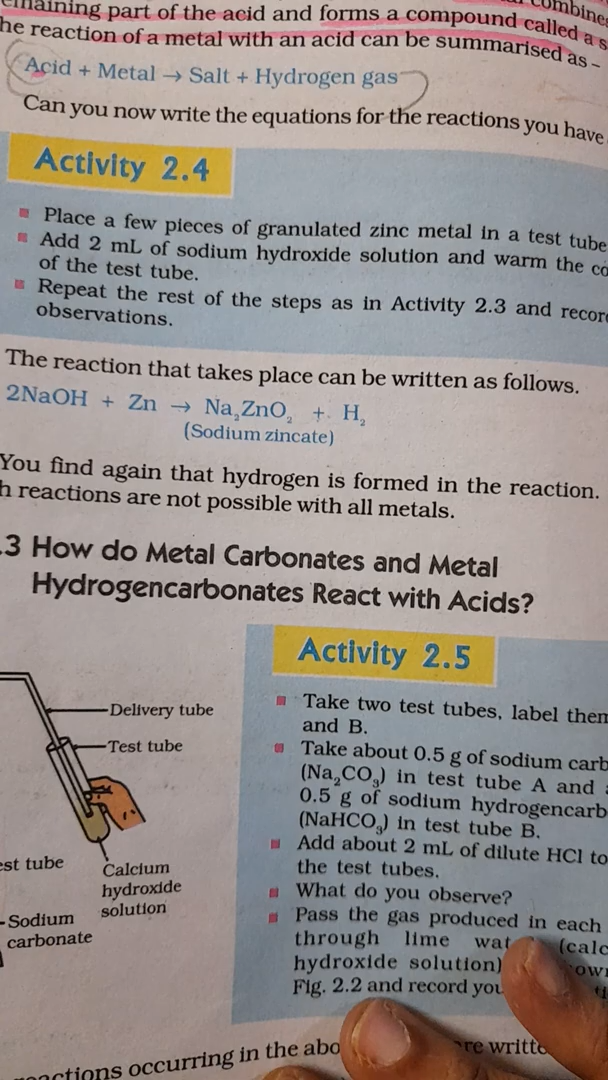 maining part of the acid and forms a compound called a s
he reaction of a metal with an acid can be summarised as –
Acid + Metal → Salt + Hydrogen gas
Can you now write the equations for the reactions you have
Activity 2.4
Place a few pieces of granulated zinc metal in a test tube
Add 2 mL of sodium hydroxide solution and warm the co
of the test tube.
Repeat the rest of the steps as in Activity 2.3 and recor
observations.
The reaction that takes place can be written as follows.
2NaOH + Zn → Na₂ZnO₂ + H₂
(Sodium zincate)
You find again that hydrogen is formed in the reaction.
h reactions are not possible with all metals.
.3 How do Metal Carbonates and Metal
Hydrogencarbonates React with Acids?
Activity 2.5
Delivery tube
Test tube
est tube
Calcium
hydroxide
solution
Sodium
carbonate
Take two test tubes, label them
and B.
Take about 0.5 g of sodium carb
(Na₂CO₃) in test tube A and
0.5 g of sodium hydrogencarb
(NaHCO₃) in test tube B.
Add about 2 mL of dilute HCl to
the test tubes.
What do you observe?
Pass the gas produced in each
through lime wat (calc
hydroxide solution) own
Fig. 2.2 and record you
actions occurring in the abo re writte